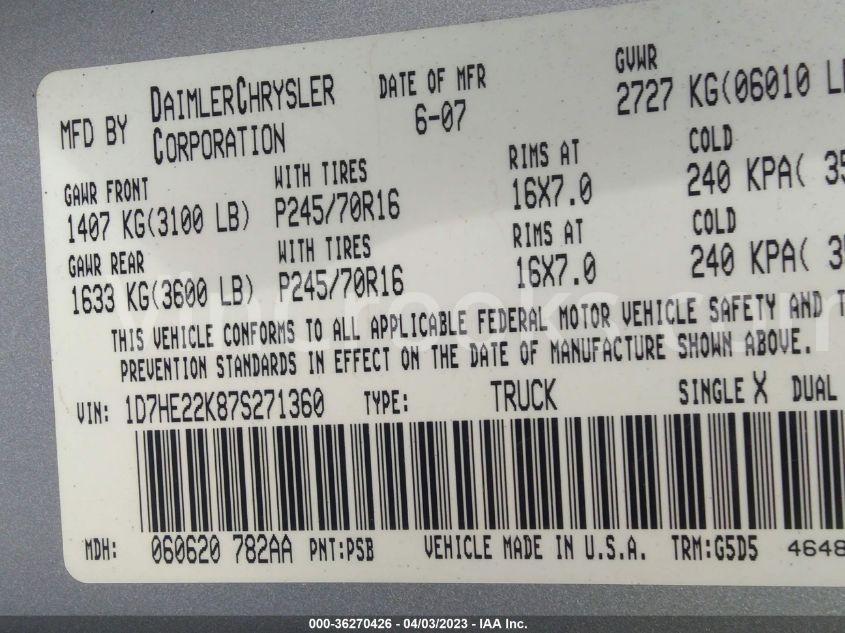 MFD BY DAIMLERCHRYSLER CORPORATION DATE OF MFR 6-07 GVWR 2727 KG(06010 LB
GAWR FRONT WITH TIRES RIMS AT COLD
1407 KG(3100 LB) P245/70R16 16X7.0 240 KPA( 35
GAWR REAR WITH TIRES RIMS AT COLD
1633 KG(3600 LB) P245/70R16 16X7.0 240 KPA( 35
THIS VEHICLE CONFORMS TO ALL APPLICABLE FEDERAL MOTOR VEHICLE SAFETY AND T
PREVENTION STANDARDS IN EFFECT ON THE DATE OF MANUFACTURE SHOWN ABOVE.
VIN: 1D7HE22K87S271360 TYPE: TRUCK SINGLE X DUAL
MDH: 060620 782AA PNT:PSB VEHICLE MADE IN U.S.A. TRM:G5D5 4648
000-36270426 - 04/03/2023 - IAA Inc.